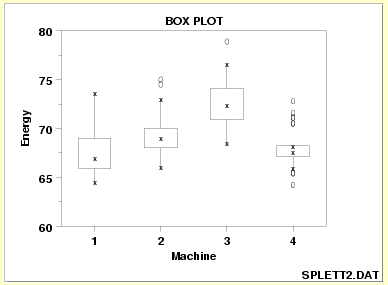 BOX PLOT
80
75
70
65
60
Energy
1 2 3 4
Machine
SPLETT2.DAT